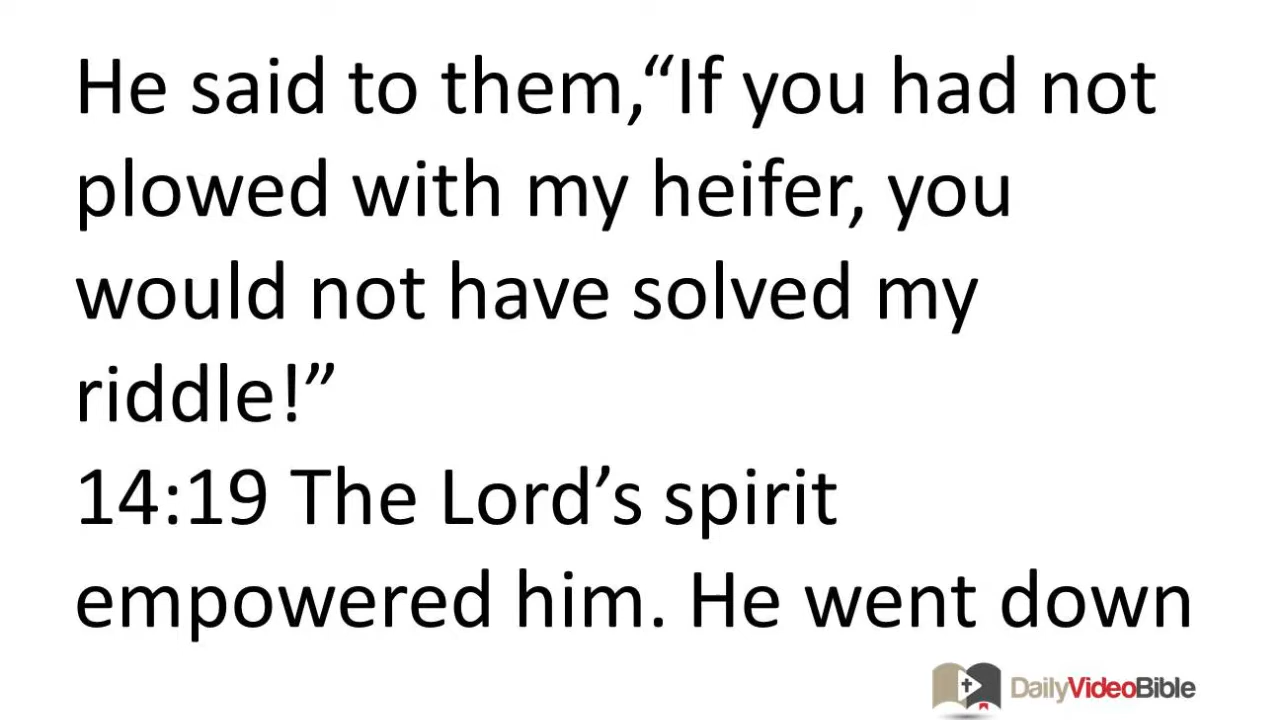 He said to them,“If you had not
plowed with my heifer, you
would not have solved my
riddle!”
14:19 The Lord’s spirit
empowered him. He went down
DailyVideoBible